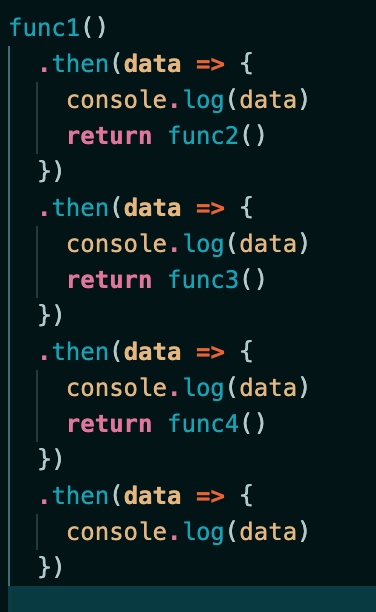 func1()
  .then(data => {
    console.log(data)
    return func2()
  })
  .then(data => {
    console.log(data)
    return func3()
  })
  .then(data => {
    console.log(data)
    return func4()
  })
  .then(data => {
    console.log(data)
  })